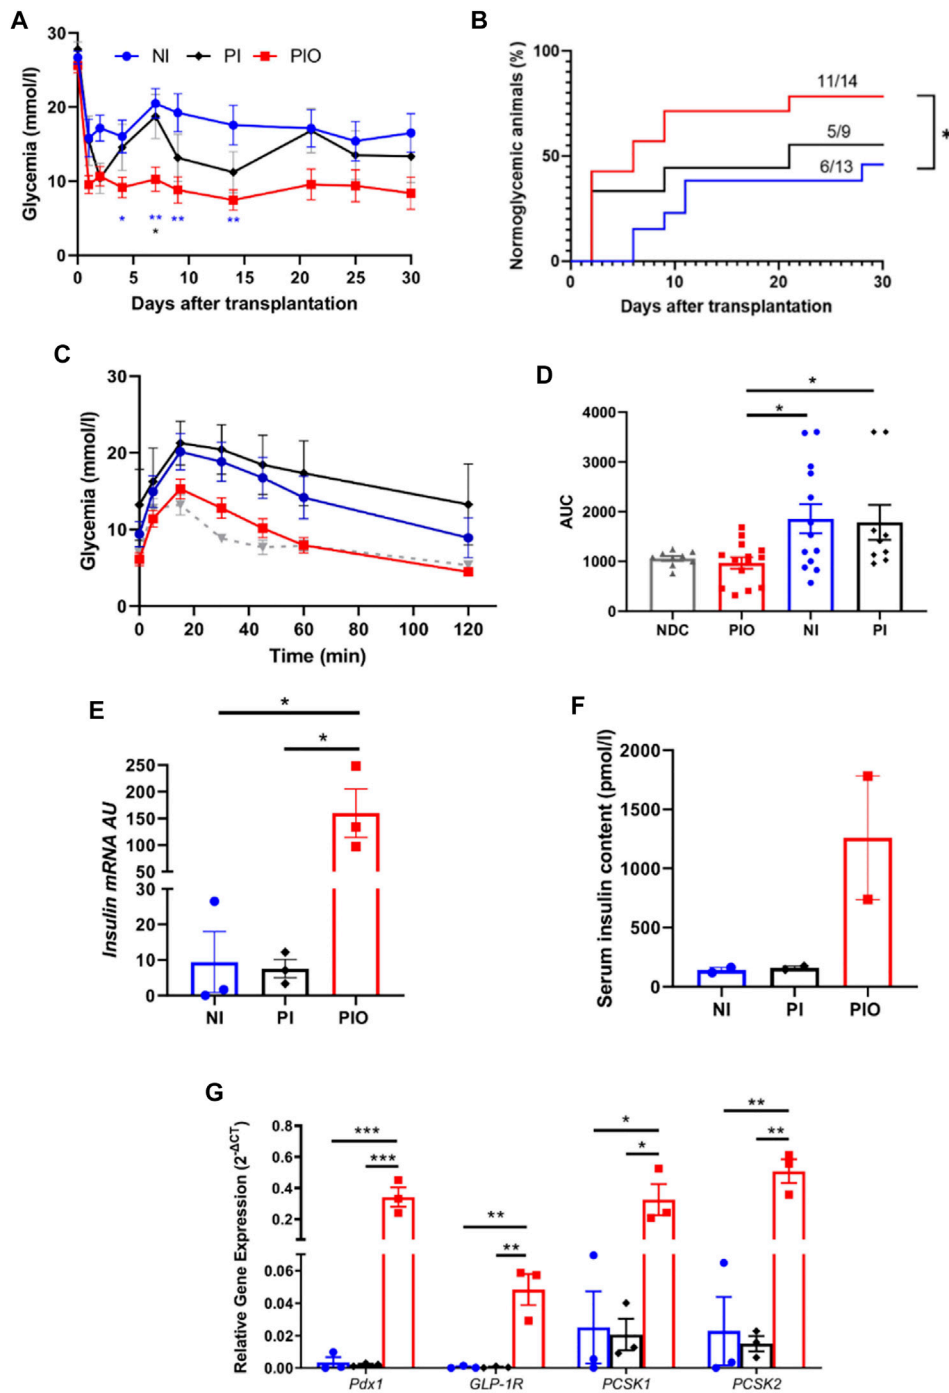 A
30
20
10
0
Glycemia (mmol/l)
NI
PI
PIO
*
**
**
**
*
0
5
10
15
20
25
30
Days after transplantation
B
100
50
0
Normoglycemic animals (%)
11/14
5/9
6/13
*
0
10
20
30
Days after transplantation
C
30
20
10
0
Glycemia (mmol/l)
0
20
40
60
80
100
120
Time (min)
D
*
*
4000
3000
2000
1000
0
AUC
NDC
PIO
NI
PI
E
*
*
250
200
150
100
50
30
20
10
0
Insulin mRNA AU
NI
PI
PIO
F
2000
1500
1000
500
0
Serum insulin content (pmol/l)
NI
PI
PIO
G
0.8
0.6
0.4
0.2
0.06
0.04
0.02
0.00
Relative Gene Expression (2^-ΔCT)
***
***
**
**
*
*
**
**
Pdx1
GLP-1R
PCSK1
PCSK2